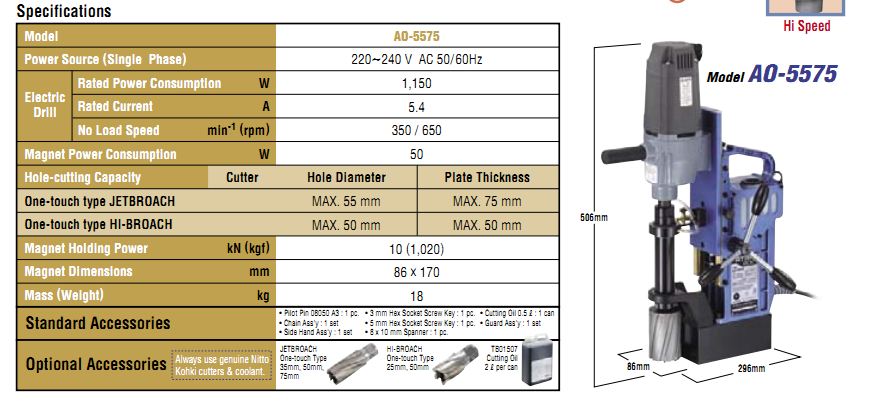 Specifications
Model AO-5575
Power Source (Single Phase) 220~240 V AC 50/60Hz
Electric Drill
Rated Power Consumption W 1,150
Rated Current A 5.4
No Load Speed min-1 (rpm) 350 / 650
Magnet Power Consumption W 50
Hole-cutting Capacity Cutter Hole Diameter Plate Thickness
One-touch type JETBROACH MAX. 55 mm MAX. 75 mm
One-touch type HI-BROACH MAX. 50 mm MAX. 50 mm
Magnet Holding Power kN (kgf) 10 (1,020)
Magnet Dimensions mm 86 x 170
Mass (Weight) kg 18
Standard Accessories
• Pilot Pin 08050 A3 : 1 pc. • 3 mm Hex Socket Screw Key : 1 pc. • Cutting Oil 0.5 ℓ : 1 can
• Chain Ass'y : 1 set • 5 mm Hex Socket Screw Key : 1 pc. • Guard Ass'y : 1 set
• Side Hand Ass'y : 1 set • 8 x 10 mm Spanner : 1 pc.
Optional Accessories
Always use genuine Nitto
Kohki cutters & coolant.
JETBROACH
One-touch Type
35mm, 50mm,
75mm
HI-BROACH
One-touch Type
25mm, 50mm
TB01507
Cutting Oil
2 ℓ per can
Hi Speed
Model AO-5575
506mm
86mm
296mm